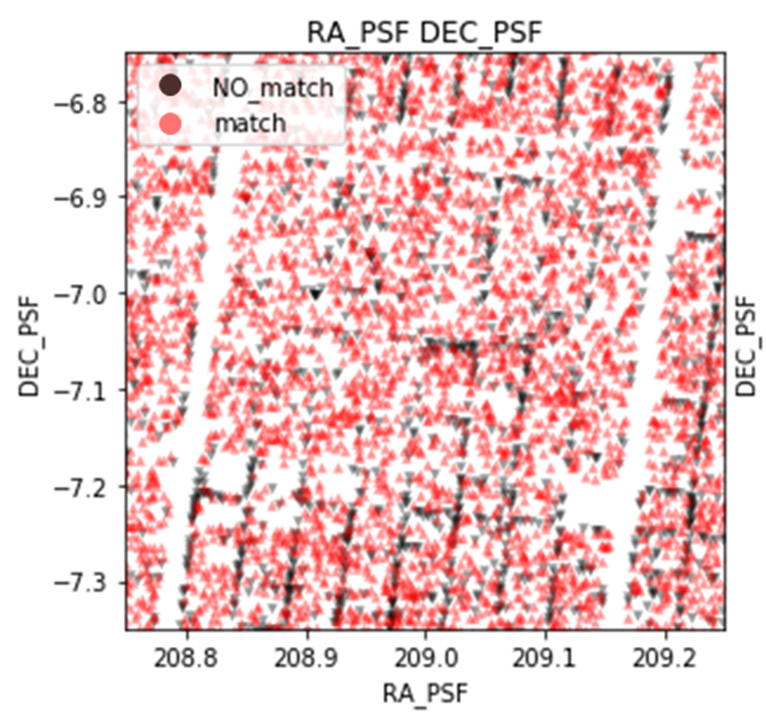 RA_PSF DEC_PSF
NO_match
match
−6.8
−6.9
−7.0
−7.1
−7.2
−7.3
DEC_PSF
DEC_PSF
208.8 208.9 209.0 209.1 209.2
RA_PSF